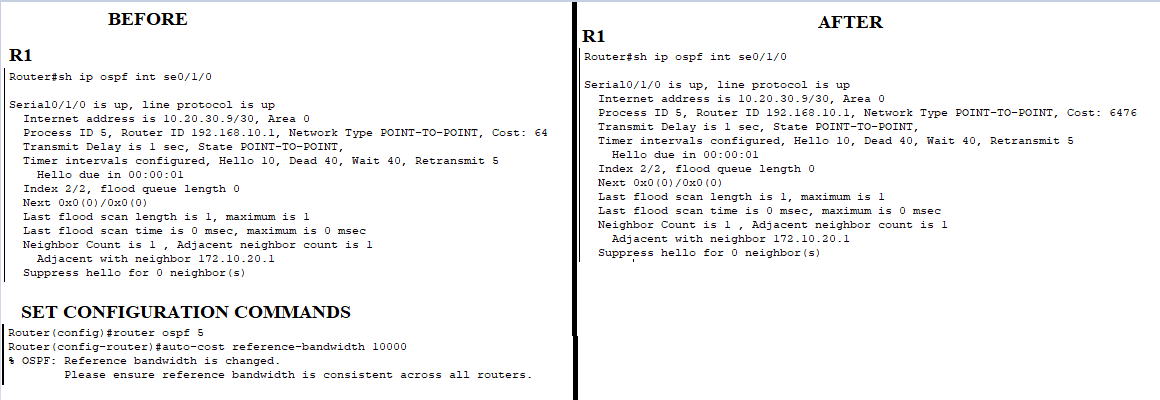 BEFORE
R1
Router#sh ip ospf int se0/1/0
Serial0/1/0 is up, line protocol is up
Internet address is 10.20.30.9/30, Area 0
Process ID 5, Router ID 192.168.10.1, Network Type POINT-TO-POINT, Cost: 64
Transmit Delay is 1 sec, State POINT-TO-POINT,
Timer intervals configured, Hello 10, Dead 40, Wait 40, Retransmit 5
Hello due in 00:00:01
Index 2/2, flood queue length 0
Next 0x0(0)/0x0(0)
Last flood scan length is 1, maximum is 1
Last flood scan time is 0 msec, maximum is 0 msec
Neighbor Count is 1 , Adjacent neighbor count is 1
Adjacent with neighbor 172.10.20.1
Suppress hello for 0 neighbor(s)
SET CONFIGURATION COMMANDS
Router(config)#router ospf 5
Router(config-router)#auto-cost reference-bandwidth 10000
% OSPF: Reference bandwidth is changed.
Please ensure reference bandwidth is consistent across all routers.
AFTER
R1
Router#sh ip ospf int se0/1/0
Serial0/1/0 is up, line protocol is up
Internet address is 10.20.30.9/30, Area 0
Process ID 5, Router ID 192.168.10.1, Network Type POINT-TO-POINT, Cost: 6476
Transmit Delay is 1 sec, State POINT-TO-POINT,
Timer intervals configured, Hello 10, Dead 40, Wait 40, Retransmit 5
Hello due in 00:00:01
Index 2/2, flood queue length 0
Next 0x0(0)/0x0(0)
Last flood scan length is 1, maximum is 1
Last flood scan time is 0 msec, maximum is 0 msec
Neighbor Count is 1 , Adjacent neighbor count is 1
Adjacent with neighbor 172.10.20.1
Suppress hello for 0 neighbor(s)